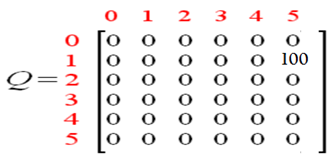 0 1 2 3 4 5
0 0 0 0 0 0 0
1 0 0 0 0 0 100
Q = 2 0 0 0 0 0 0
3 0 0 0 0 0 0
4 0 0 0 0 0 0
5 0 0 0 0 0 0